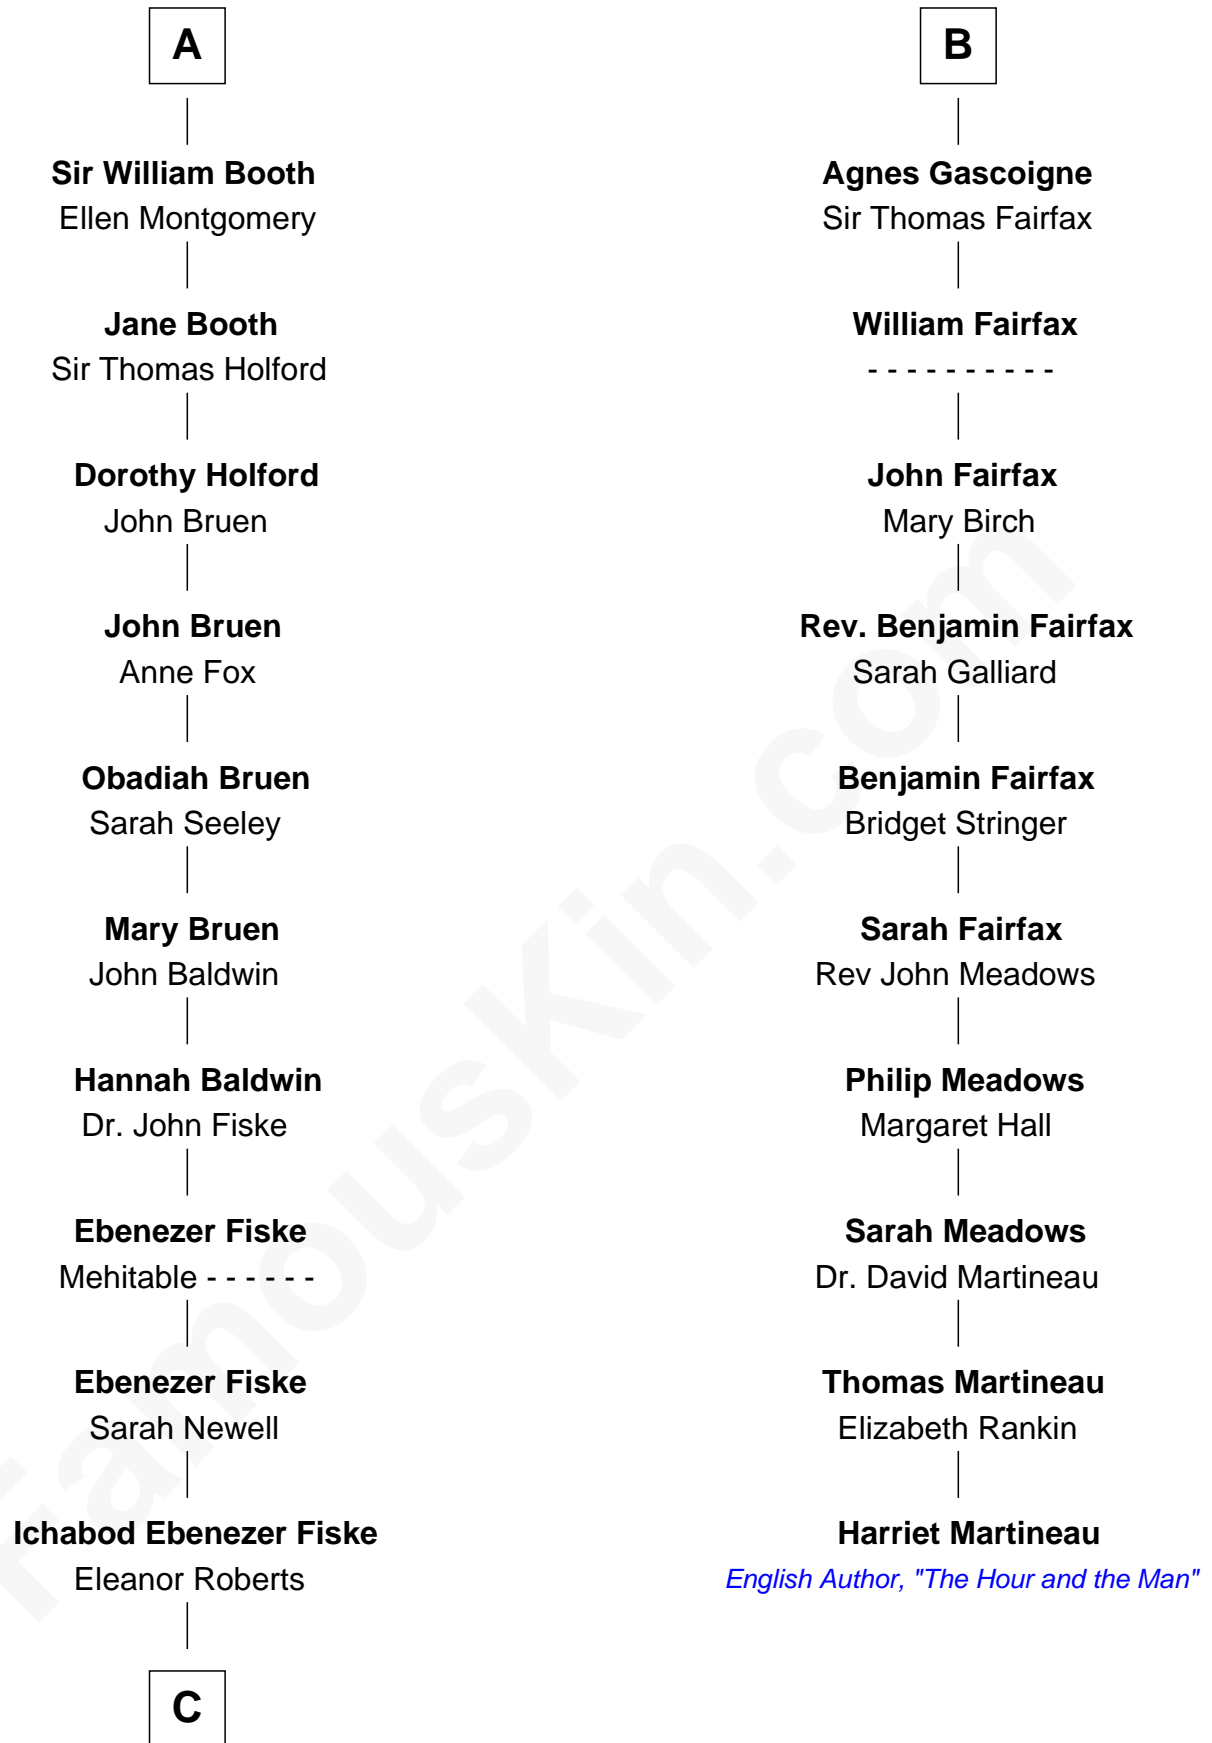 A
Sir William Booth
Ellen Montgomery
Jane Booth
Sir Thomas Holford
Dorothy Holford
John Bruen
John Bruen
Anne Fox
Obadiah Bruen
Sarah Seeley
Mary Bruen
John Baldwin
Hannah Baldwin
Dr. John Fiske
Ebenezer Fiske
Mehitable - - - - - -
Ebenezer Fiske
Sarah Newell
Ichabod Ebenezer Fiske
Eleanor Roberts
C
B
Agnes Gascoigne
Sir Thomas Fairfax
William Fairfax
- - - - - - - - - -
John Fairfax
Mary Birch
Rev. Benjamin Fairfax
Sarah Galliard
Benjamin Fairfax
Bridget Stringer
Sarah Fairfax
Rev John Meadows
Philip Meadows
Margaret Hall
Sarah Meadows
Dr. David Martineau
Thomas Martineau
Elizabeth Rankin
Harriet Martineau
English Author, "The Hour and the Man"
FamousKin.com